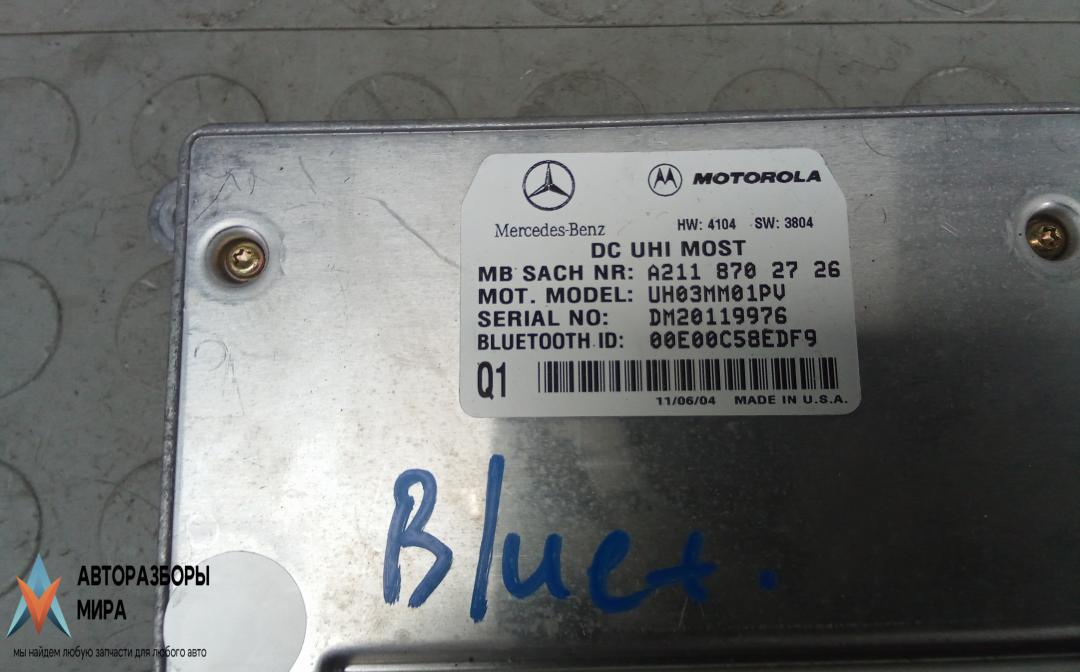 MOTOROLA
Mercedes-Benz
HW: 4104 SW: 3804
DC UHI MOST
MB SACH NR: A211 870 27 26
MOT. MODEL: UH03MM01PV
SERIAL NO: DM20119976
BLUETOOTH ID: 00E00C58EDF9
Q1
11/06/04 MADE IN U.S.A.
Bluet.
АВТОРАЗБОРЫ
МИРА
мы найдем любую запчасти для любого авто